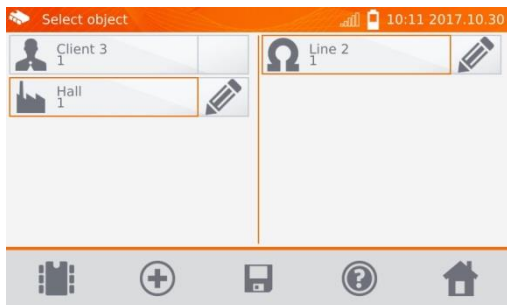 Select object
10:11 2017.10.30
Client 3
1
Hall
1
Line 2
1